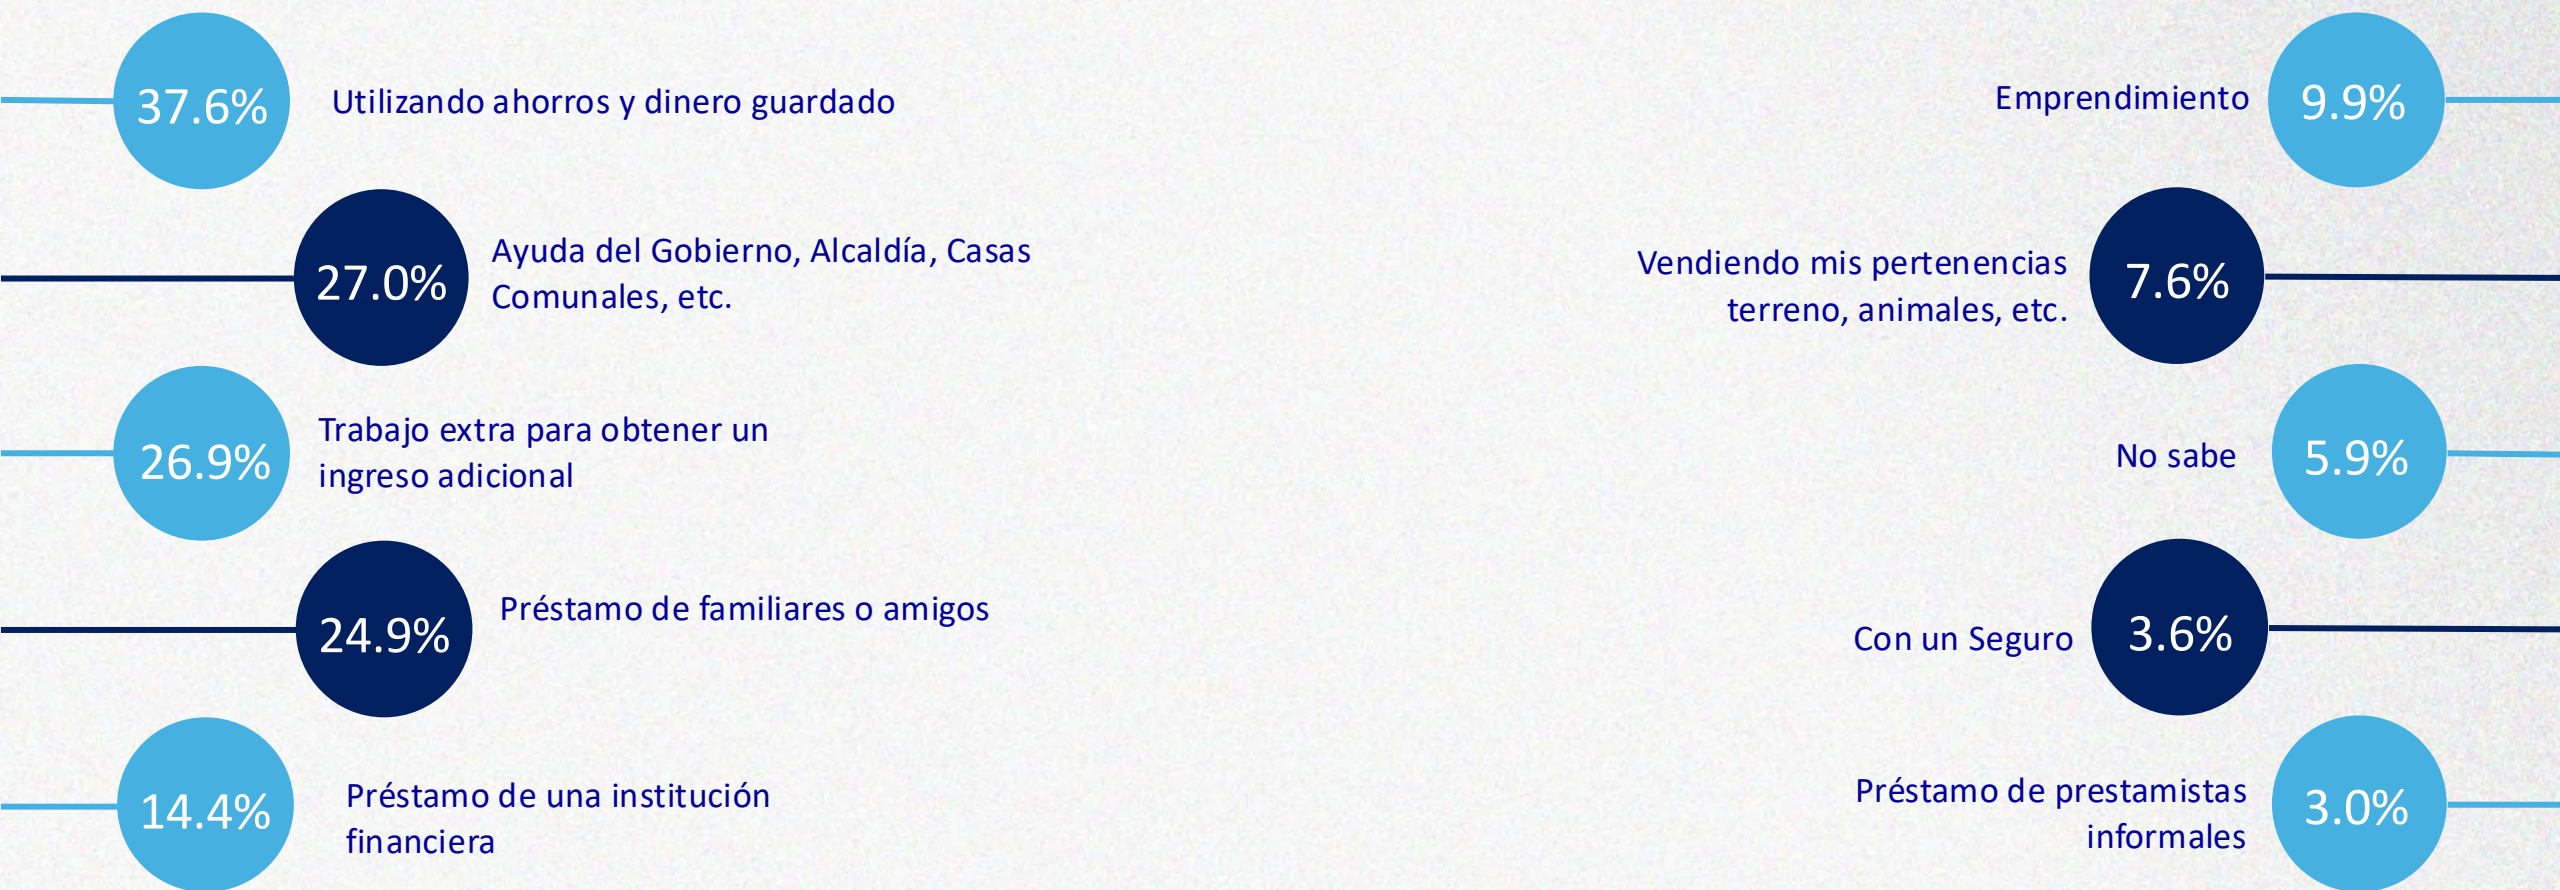 37.6%
Utilizando ahorros y dinero guardado
27.0%
Ayuda del Gobierno, Alcaldía, Casas
Comunales, etc.
26.9%
Trabajo extra para obtener un
ingreso adicional
24.9%
Préstamo de familiares o amigos
14.4%
Préstamo de una institución
financiera
Emprendimiento
9.9%
Vendiendo mis pertenencias
terreno, animales, etc.
7.6%
No sabe
5.9%
Con un Seguro
3.6%
Préstamo de prestamistas
informales
3.0%